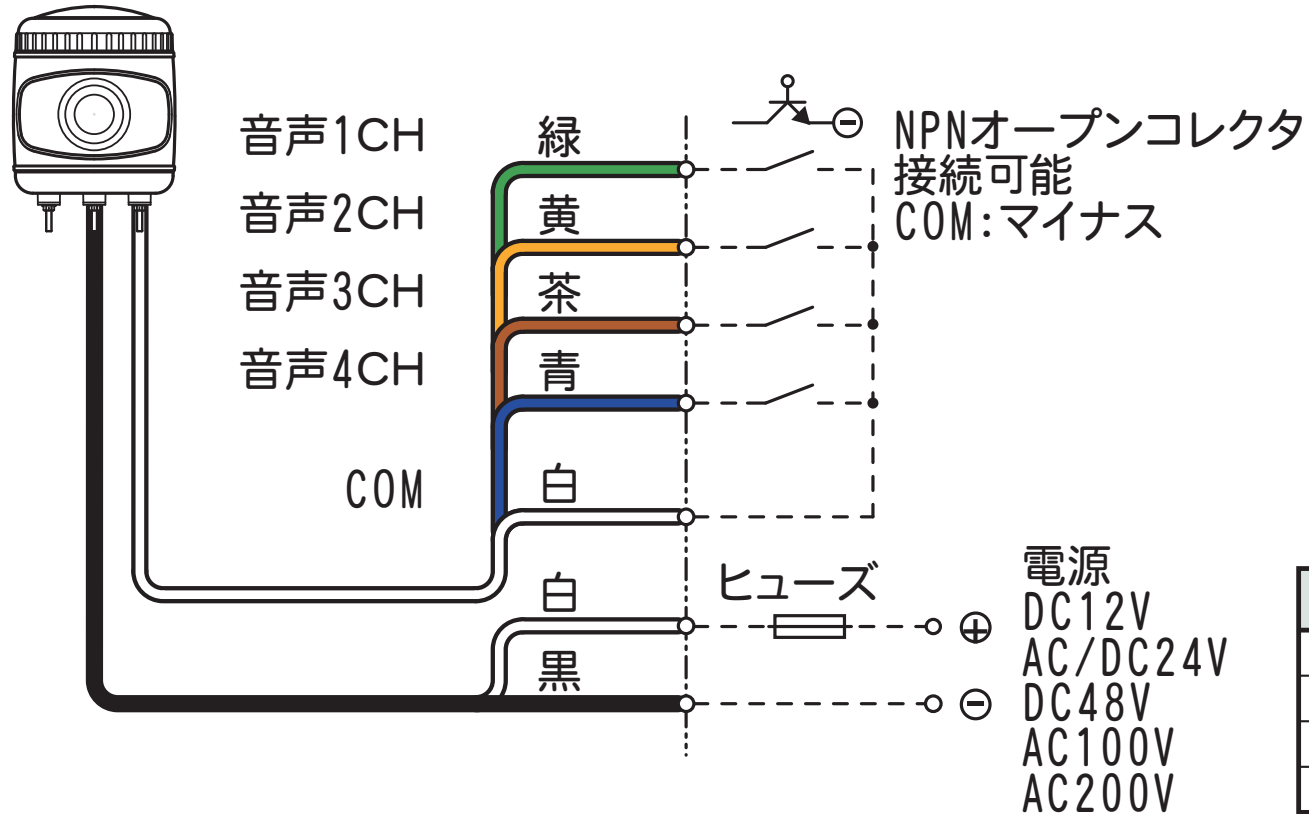 音声1CH
緑
音声2CH
黄
音声3CH
茶
音声4CH
青
COM
白
白
黒
NPNオープンコレクタ
接続可能
COM:マイナス
ヒューズ
電源
DC12V
AC/DC24V
DC48V
AC100V
AC200V